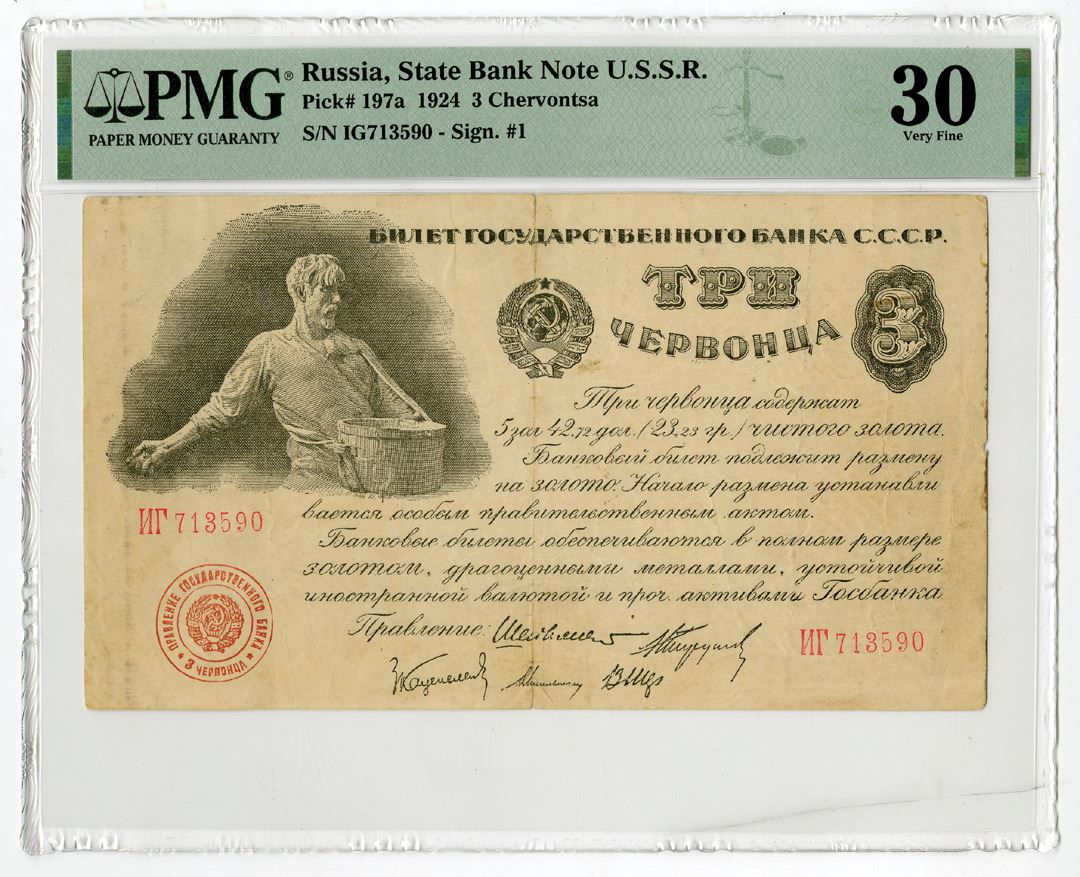 PMG®
PAPER MONEY GUARANTY
Russia, State Bank Note U.S.S.R.
Pick# 197a 1924 3 Chervontsa
S/N IG713590 - Sign. #1
30
Very Fine
БИЛЕТ ГОСУДАРСТВЕННОГО БАНКА С.С.С.Р.
ТРИ
ЧЕРВОНЦА
3
Три червонца содержат
5 зол 42,72 дол. (23,23 гр.) чистого золота.
Банковый билет подлежит размену
на золото. Начало размена устанавли
вается особым правительственным актом.
Банковые билеты обеспечиваются в полном размере
золотом, драгоценными металлами, устойчивой
иностранной валютой и проч. активами Госбанка
ИГ 713590
ПРАВЛЕНИЕ ГОСУДАРСТВЕННОГО БАНКА
3 ЧЕРВОНЦА
Правление:
ИГ 713590